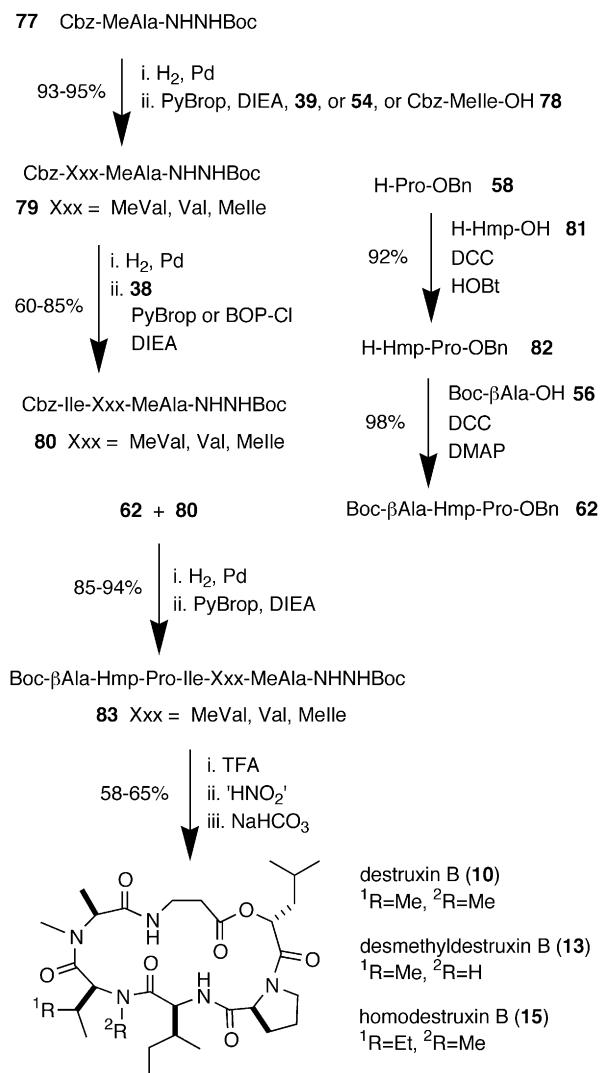 77 Cbz-MeAla-NHNHBoc
93-95%
i. H2, Pd
ii. PyBrop, DIEA, 39, or 54, or Cbz-MeIle-OH 78
Cbz-Xxx-MeAla-NHNHBoc
79 Xxx = MeVal, Val, MeIle
60-85%
i. H2, Pd
ii. 38
PyBrop or BOP-Cl
DIEA
Cbz-Ile-Xxx-MeAla-NHNHBoc
80 Xxx = MeVal, Val, MeIle
H-Pro-OBn 58
92%
H-Hmp-OH 81
DCC
HOBt
H-Hmp-Pro-OBn 82
98%
Boc-βAla-OH 56
DCC
DMAP
Boc-βAla-Hmp-Pro-OBn 62
62 + 80
85-94%
i. H2, Pd
ii. PyBrop, DIEA
Boc-βAla-Hmp-Pro-Ile-Xxx-MeAla-NHNHBoc
83 Xxx = MeVal, Val, MeIle
58-65%
i. TFA
ii. 'HNO2'
iii. NaHCO3
O
N
H
O
O
N
O
O
N
O
H
N
1R
N
2R
O
destruxin B (10)
1R=Me, 2R=Me
desmethyldestruxin B (13)
1R=Me, 2R=H
homodestruxin B (15)
1R=Et, 2R=Me